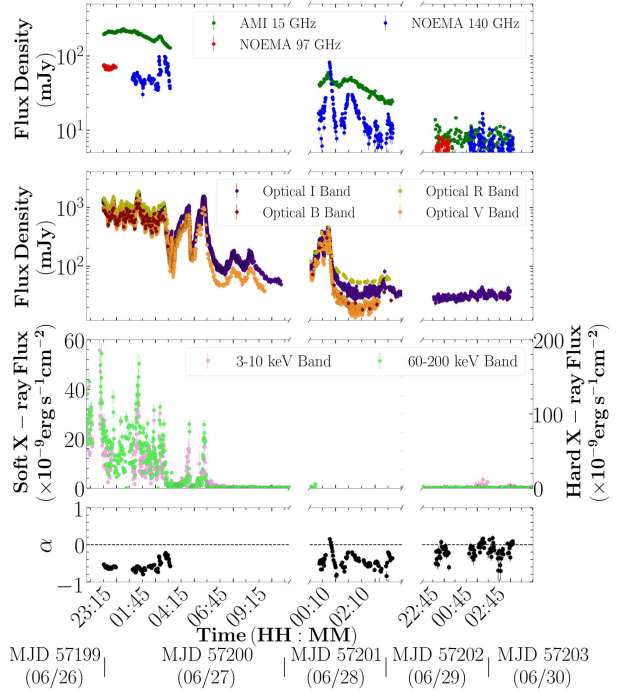 AMI 15 GHz
NOEMA 140 GHz
NOEMA 97 GHz
Flux Density
(mJy)
10²
10¹
Optical I Band
Optical R Band
Optical B Band
Optical V Band
Flux Density
(mJy)
10³
10²
3-10 keV Band
60-200 keV Band
Soft X − ray Flux
(×10⁻⁹erg s⁻¹cm⁻²)
60
40
20
0
Hard X − ray Flux
(×10⁻⁹erg s⁻¹cm⁻²)
200
100
0
α
1
0
−1
23:15 01:45 04:15 06:45 09:15 00:10 02:10 22:45 00:45 02:45
Time (HH : MM)
MJD 57199 | MJD 57200 | MJD 57201 | MJD 57202 | MJD 57203
(06/26) (06/27) (06/28) (06/29) (06/30)